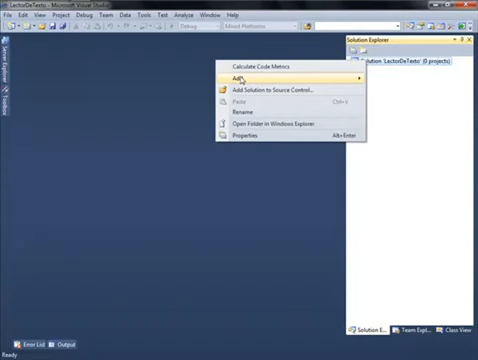 LectorDeTexto - Microsoft Visual Studio
File Edit View Project Debug Team Data Tools Test Analyze Window Help
Debug Mixed Platforms
Server Explorer
Toolbox
Solution Explorer
Solution 'LectorDeTexto' (0 projects)
Calculate Code Metrics
Add
Add Solution to Source Control...
Paste Ctrl+V
Rename
Open Folder in Windows Explorer
Properties Alt+Enter
Solution E... Team Expl... Class View
Error List Output
Ready